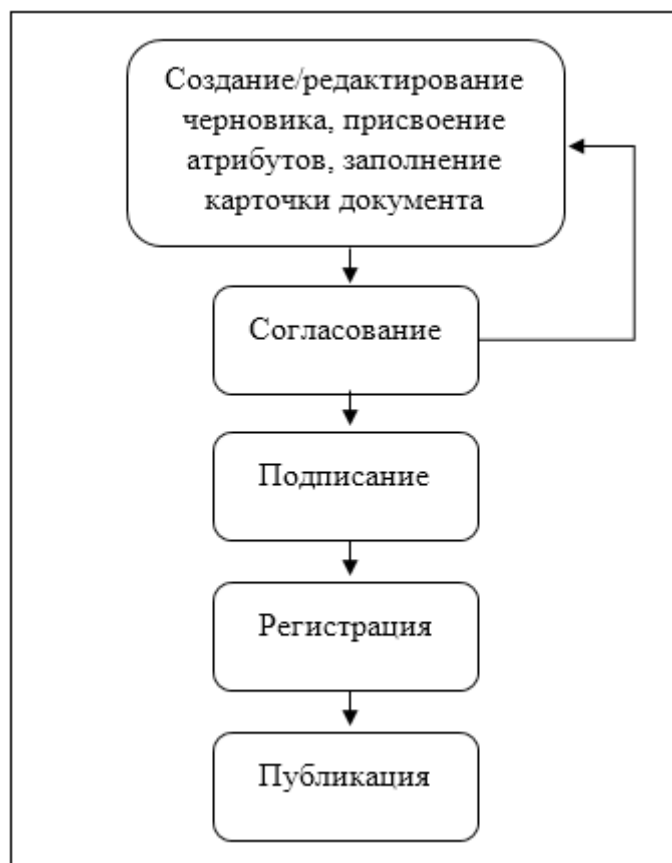 Создание/редактирование
черновика, присвоение
атрибутов, заполнение
карточки документа
Согласование
Подписание
Регистрация
Публикация